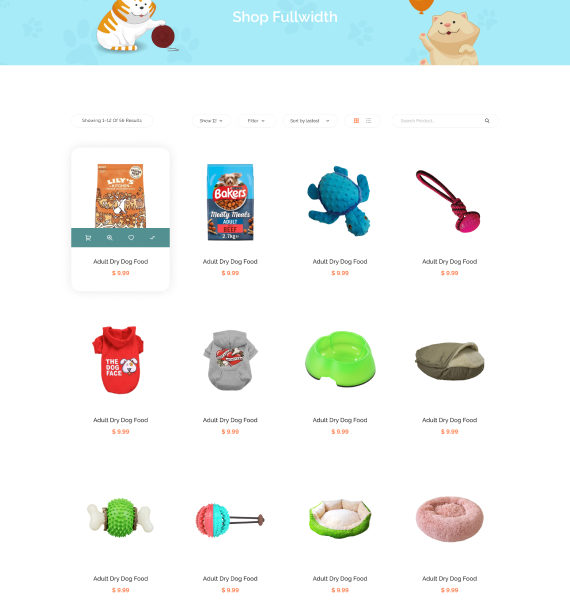 Shop Fullwidth
Showing 1-12 Of 56 Results
Show 12
Filter
Sort by lastest
Search Product...
LILY'S
KITCHEN
Bakers
Meaty Meals
ADULT
BEEF
2.7kg e
Adult Dry Dog Food
Adult Dry Dog Food
Adult Dry Dog Food
Adult Dry Dog Food
$ 9.99
$ 9.99
$ 9.99
$ 9.99
THE
DOG
FACE
Adult Dry Dog Food
Adult Dry Dog Food
Adult Dry Dog Food
Adult Dry Dog Food
$ 9.99
$ 9.99
$ 9.99
$ 9.99
Adult Dry Dog Food
Adult Dry Dog Food
Adult Dry Dog Food
Adult Dry Dog Food
$ 9.99
$ 9.99
$ 9.99
$ 9.99